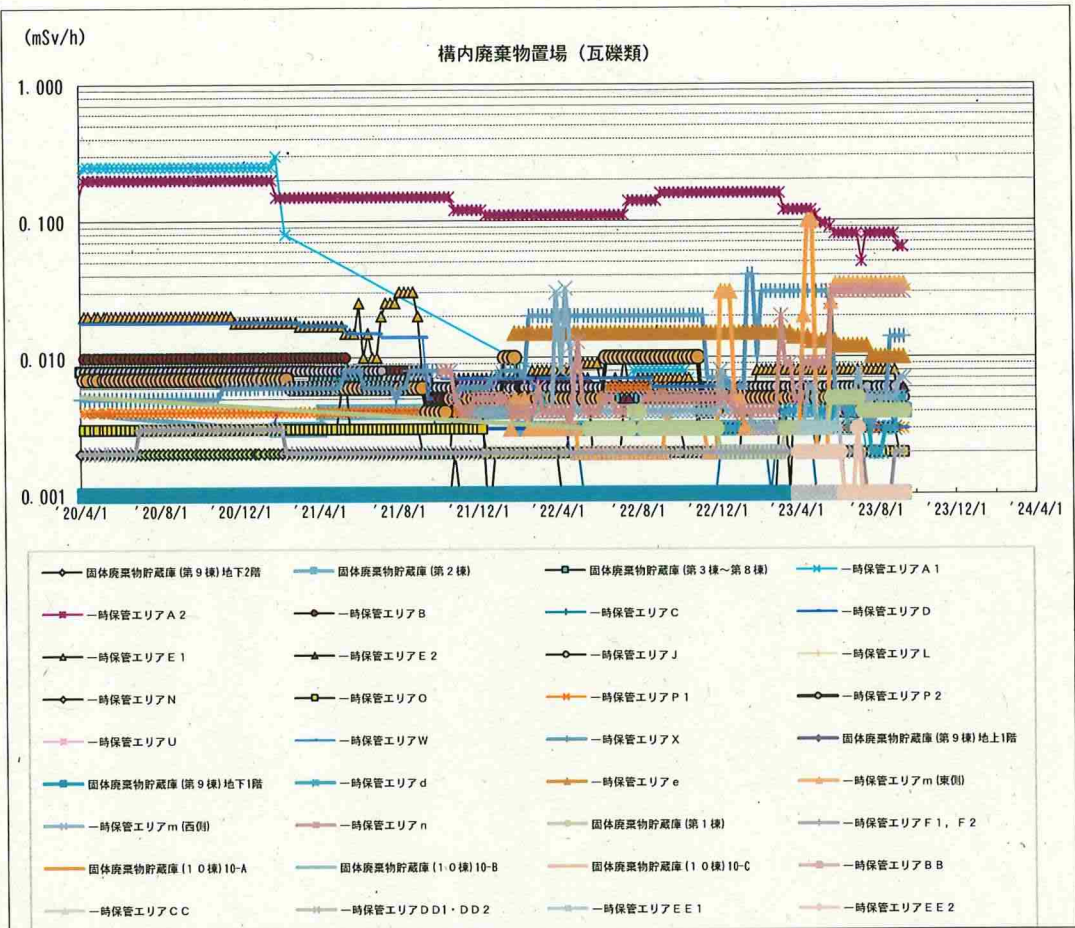 (mSv/h)
構内廃棄物置場（瓦礫類）
1.000
0.100
0.010
0.001
'20/4/1 '20/8/1 '20/12/1 '21/4/1 '21/8/1 '21/12/1 '22/4/1 '22/8/1 '22/12/1 '23/4/1 '23/8/1 '23/12/1 '24/4/1
固体廃棄物貯蔵庫(第9棟)地下2階 固体廃棄物貯蔵庫(第2棟) 固体廃棄物貯蔵庫(第3棟～第8棟) 一時保管エリアA1
一時保管エリアA2 一時保管エリアB 一時保管エリアC 一時保管エリアD
一時保管エリアE1 一時保管エリアE2 一時保管エリアJ 一時保管エリアL
一時保管エリアN 一時保管エリアO 一時保管エリアP1 一時保管エリアP2
一時保管エリアU 一時保管エリアW 一時保管エリアX 固体廃棄物貯蔵庫(第9棟)地上1階
固体廃棄物貯蔵庫(第9棟)地下1階 一時保管エリアd 一時保管エリアe 一時保管エリアm(東側)
一時保管エリアm(西側) 一時保管エリアn 固体廃棄物貯蔵庫(第1棟) 一時保管エリアF1，F2
固体廃棄物貯蔵庫(10棟)10-A 固体廃棄物貯蔵庫(10棟)10-B 固体廃棄物貯蔵庫(10棟)10-C 一時保管エリアBB
一時保管エリアCC 一時保管エリアDD1・DD2 一時保管エリアEE1 一時保管エリアEE2